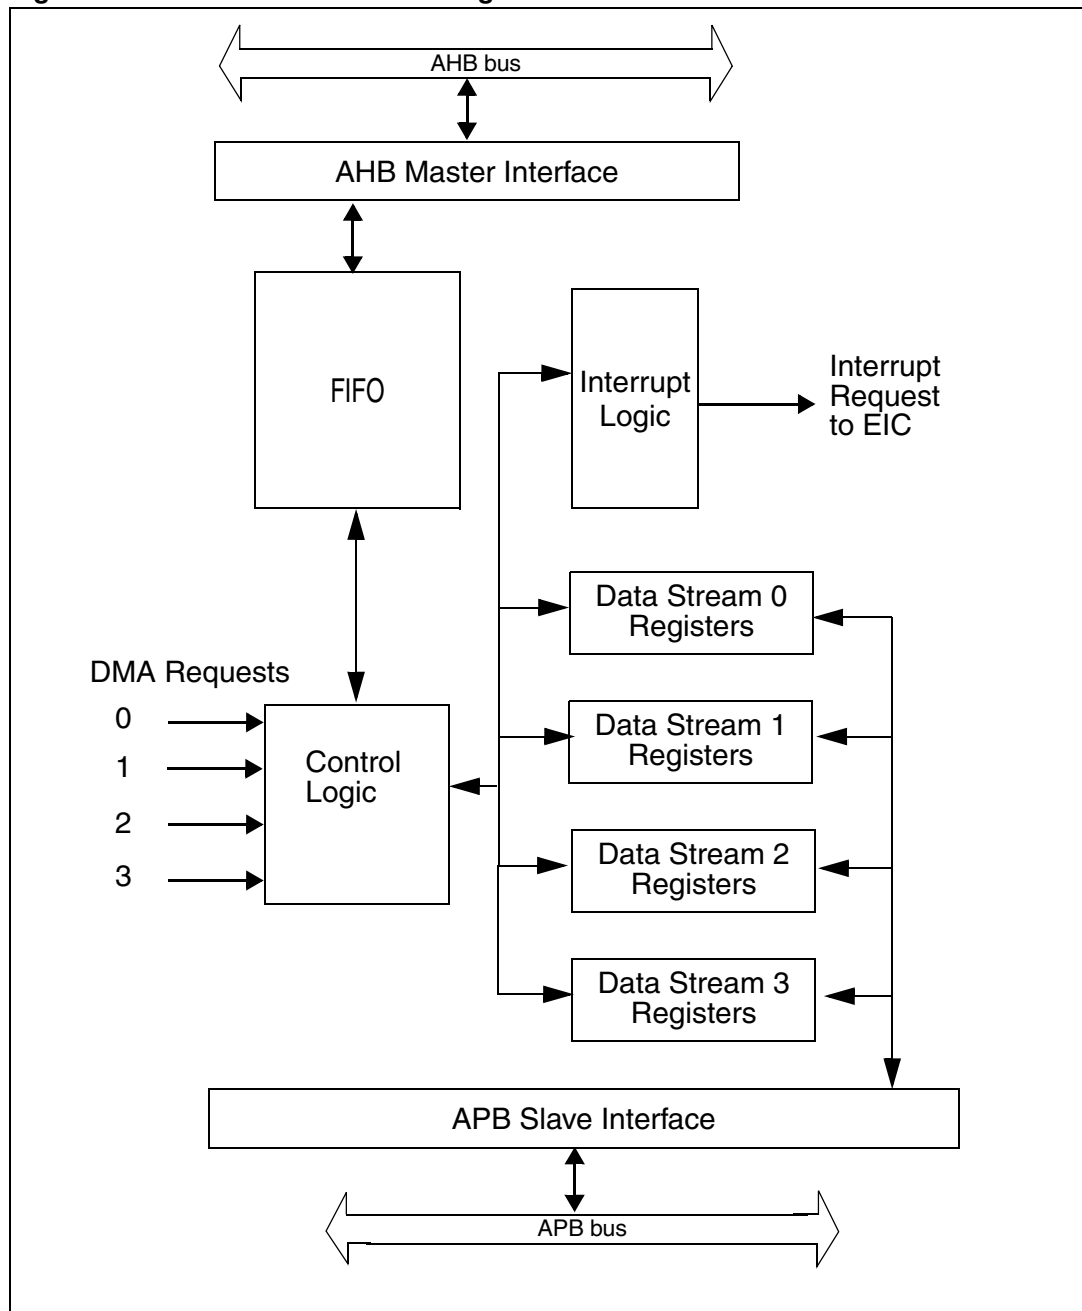 AHB bus
AHB Master Interface
FIFO
Interrupt
Logic
Interrupt
Request
to EIC
Data Stream 0
Registers
DMA Requests
0
1
2
3
Control
Logic
Data Stream 1
Registers
Data Stream 2
Registers
Data Stream 3
Registers
APB Slave Interface
APB bus